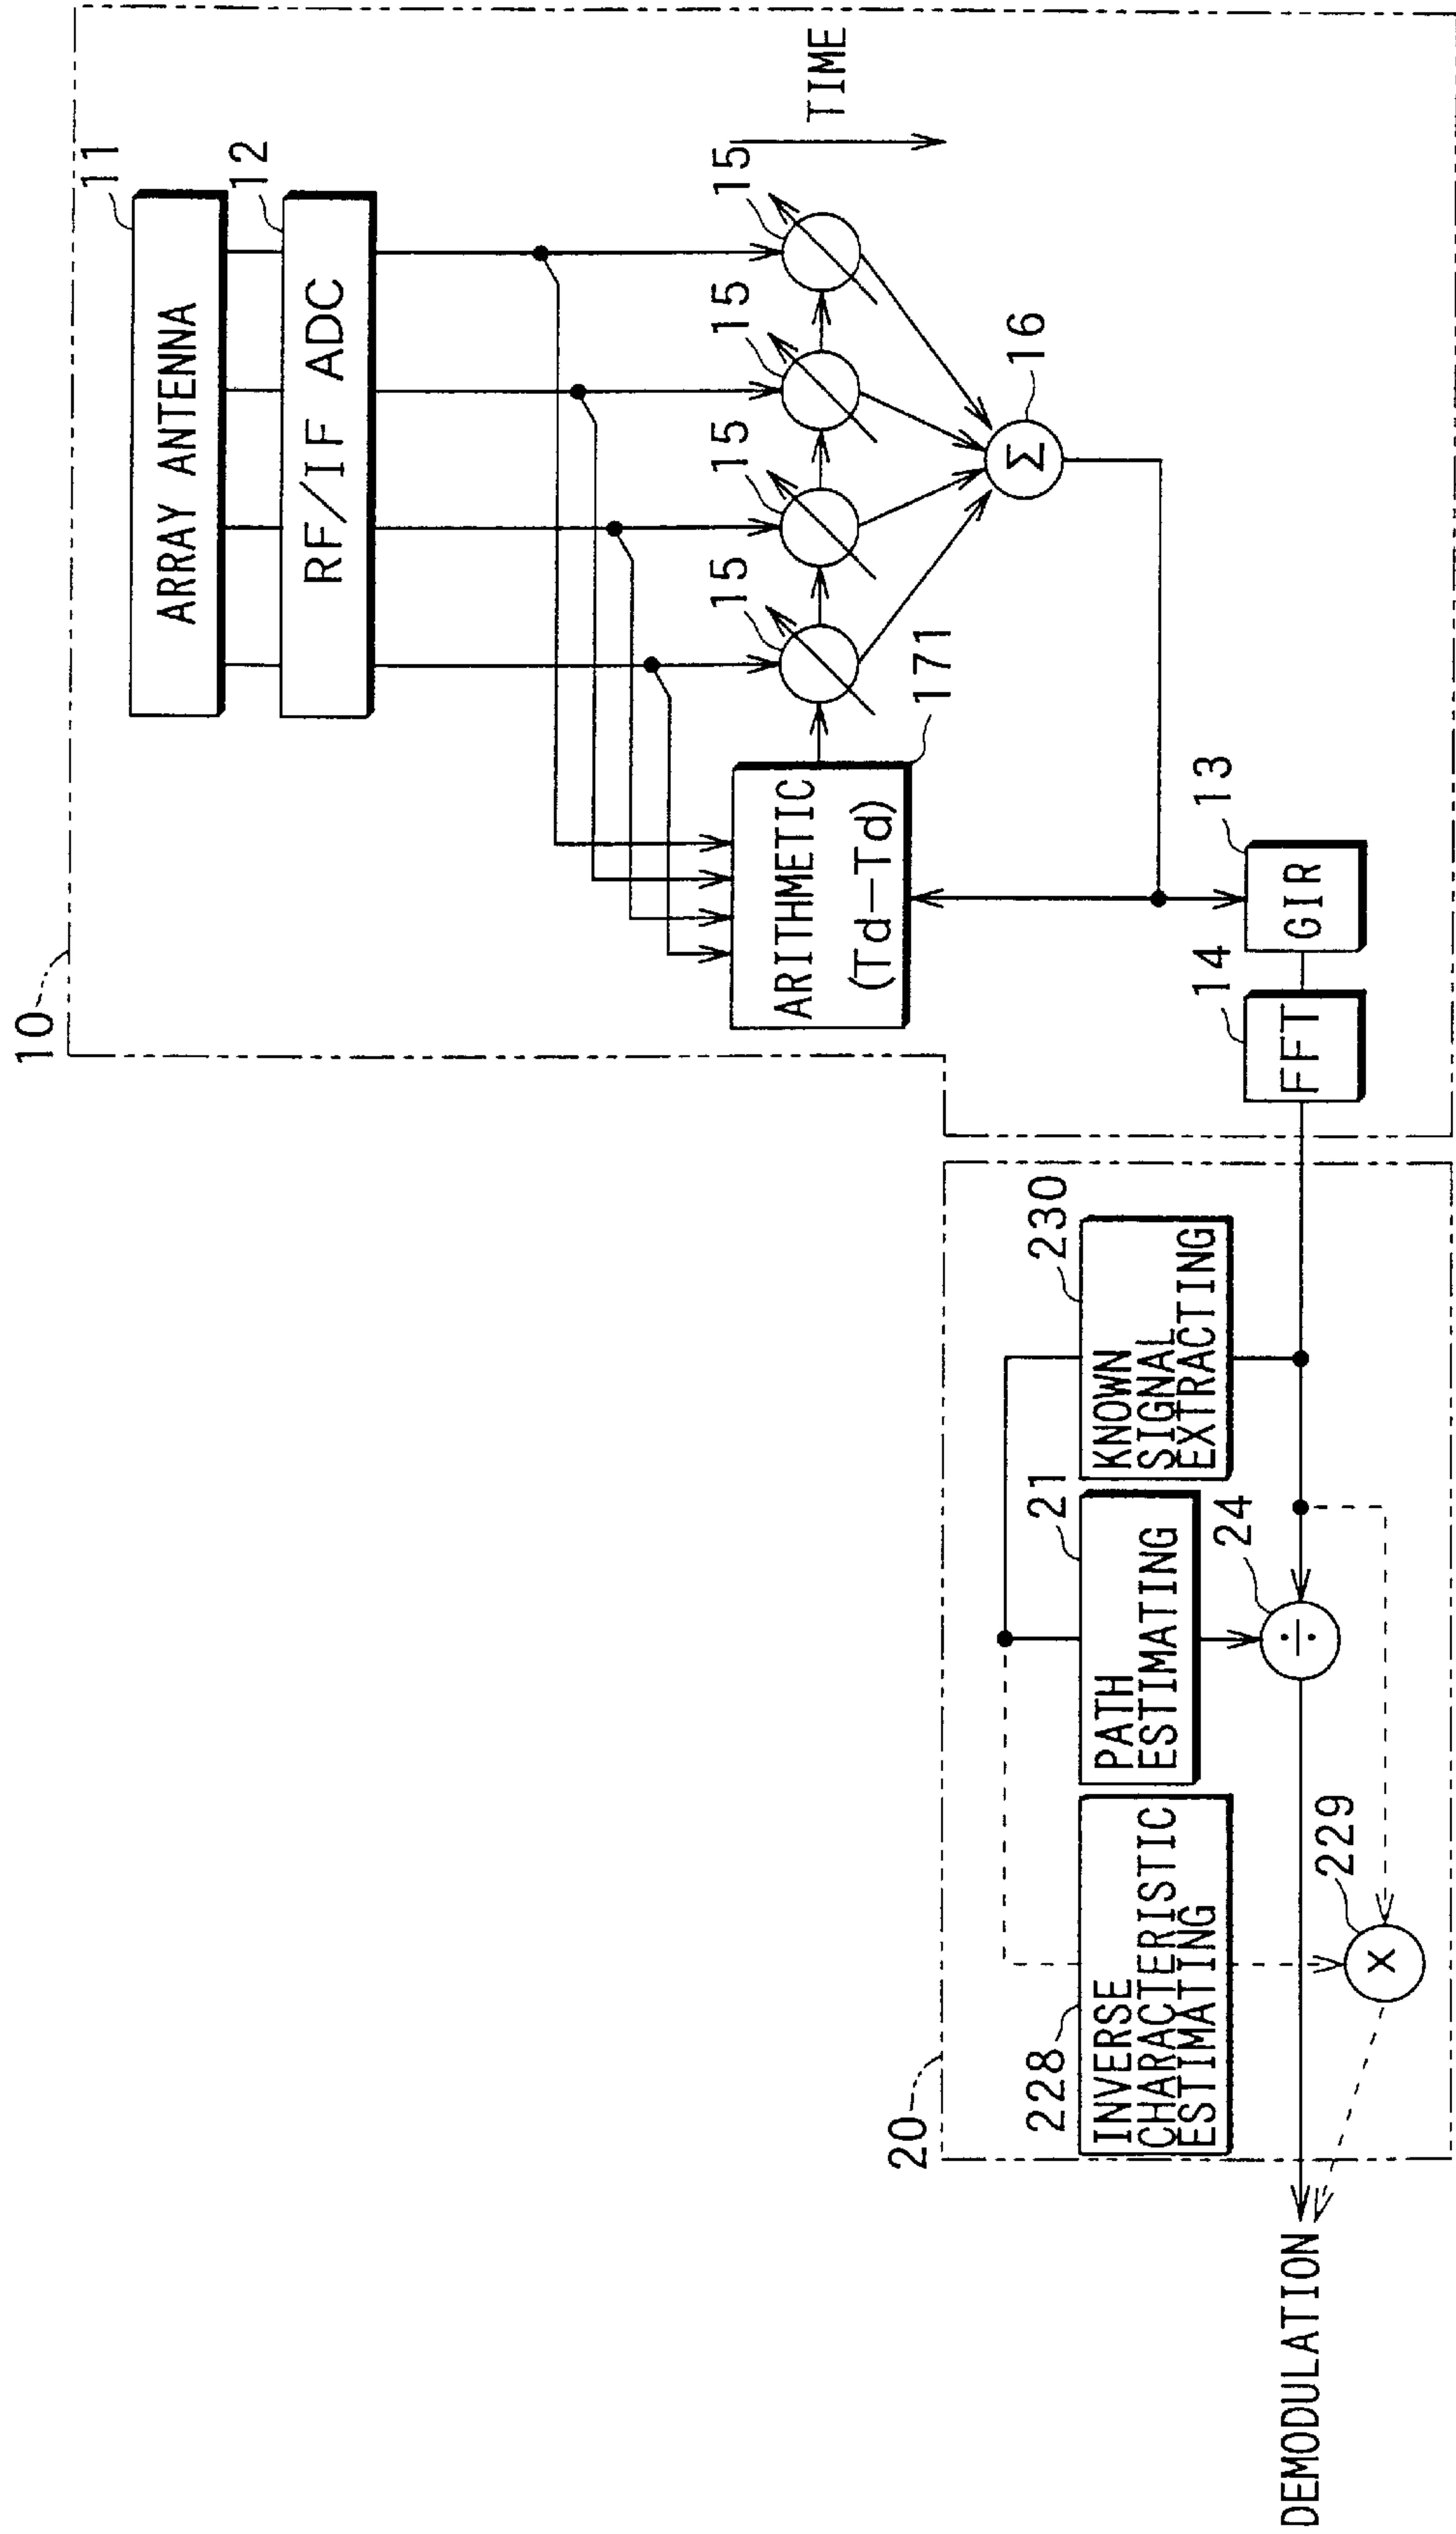 10
11
ARRAY ANTENNA
12
RF/IF ADC
15
15
15
15
TIME
ARITHMETIC
(Td-Td)
171
Σ
16
13
GIR
14
FFT
20
230
KNOWN
SIGNAL
EXTRACTING
21
PATH
ESTIMATING
24
÷
228
INVERSE
CHARACTERISTIC
ESTIMATING
229
X
DEMODULATION